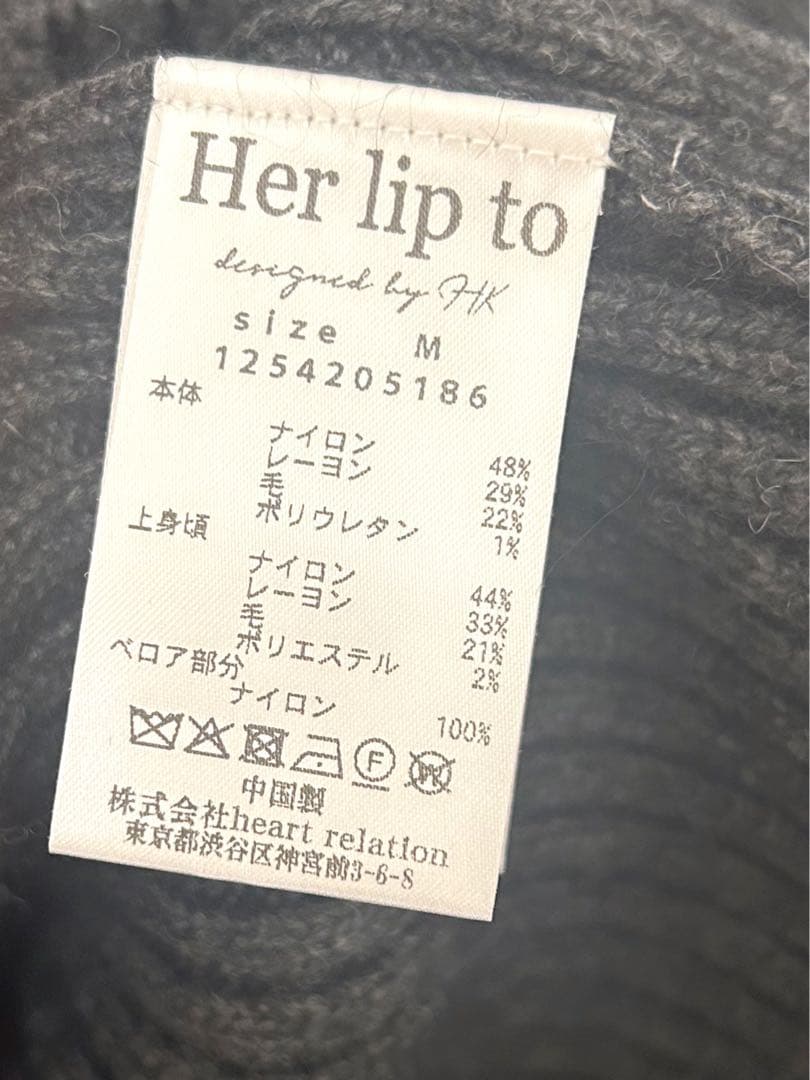 Her lip to
designed by HK
size M
1254205186
本体
ナイロン 48%
レーヨン 29%
毛 22%
ポリウレタン 1%
上身頃
ナイロン 44%
レーヨン 33%
毛 21%
ポリエステル 2%
ベロア部分
ナイロン 100%
F W
中国製
株式会社heart relation
東京都渋谷区神宮前3-6-8